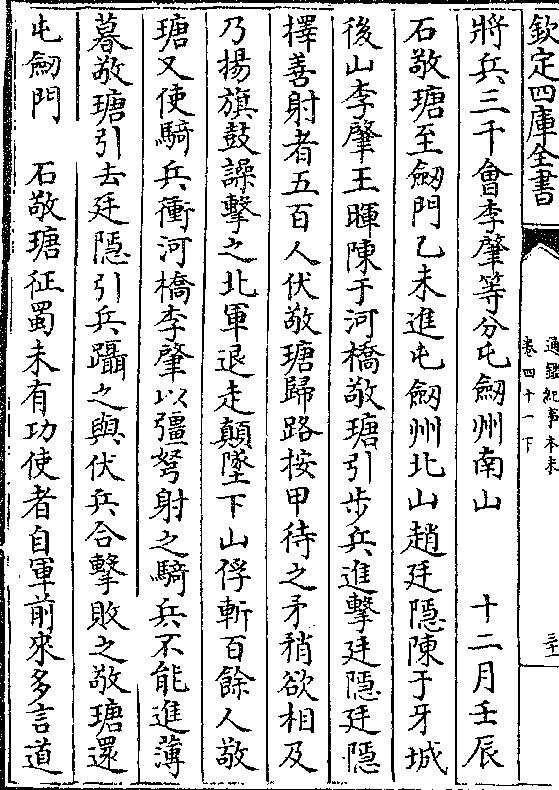 欽定四庫全書
通鑑紀事本末
卷四十一下
三十
將兵三千會李肇等分屯劒州南山　十二月壬辰
石敬瑭至劒門乙未進屯劒州北山趙廷隱陳于牙城
後山李肇王暉陳于河橋敬瑭引步兵進擊廷隱廷隱
擇善射者五百人伏敬瑭歸路按甲待之矛稍欲相及
乃揚旗鼓譟擊之北軍退走顛墜下山俘斬百餘人敬
瑭又使騎兵衝河橋李肇以彊弩射之騎兵不能進薄
暮敬瑭引去廷隱引兵躡之與伏兵合擊敗之敬瑭還
屯劒門　石敬瑭征蜀未有功使者自軍前來多言道